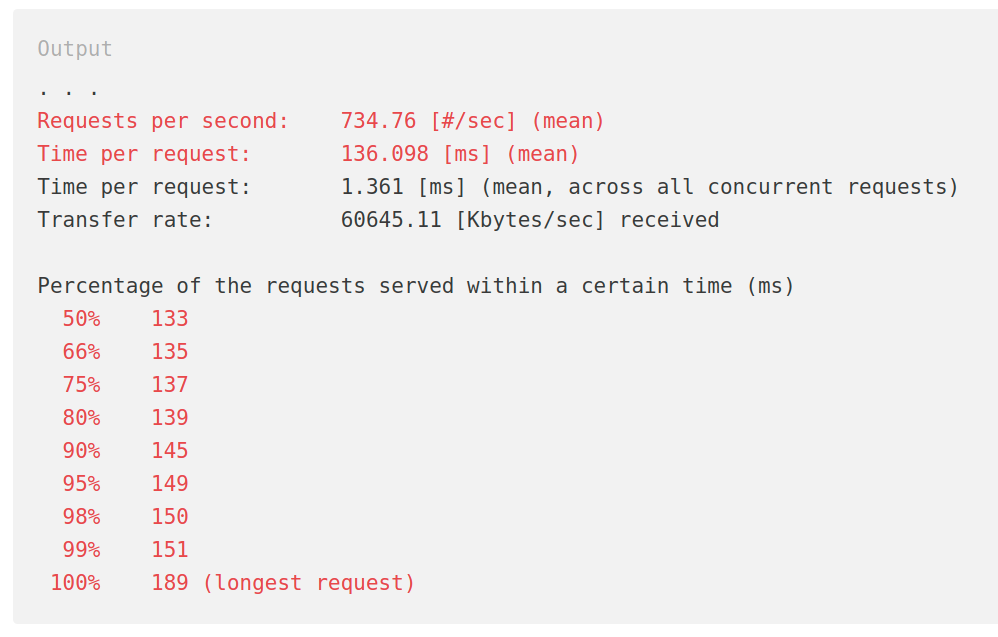 Output
. . .
Requests per second:    734.76 [#/sec] (mean)
Time per request:       136.098 [ms] (mean)
Time per request:       1.361 [ms] (mean, across all concurrent requests)
Transfer rate:          60645.11 [Kbytes/sec] received

Percentage of the requests served within a certain time (ms)
  50%    133
  66%    135
  75%    137
  80%    139
  90%    145
  95%    149
  98%    150
  99%    151
 100%    189 (longest request)